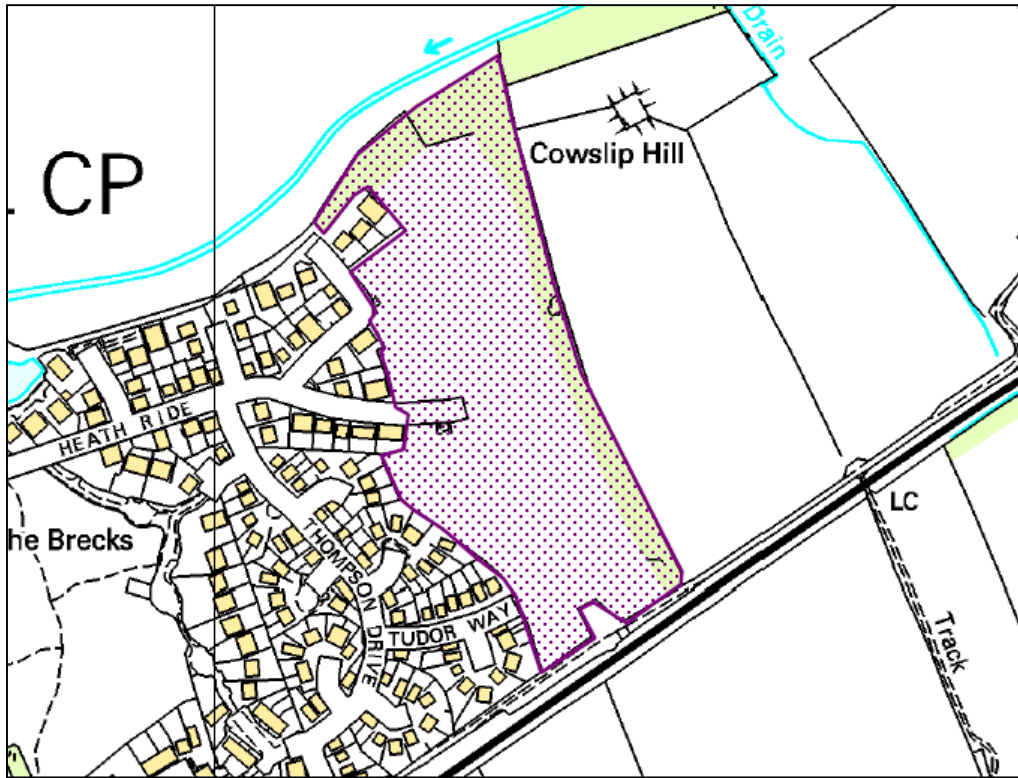 Drain
Cowslip Hill
CP
HEATH RIDE
LC
he Brecks
THOMPSON DRIVE
TUDOR WAY
Track